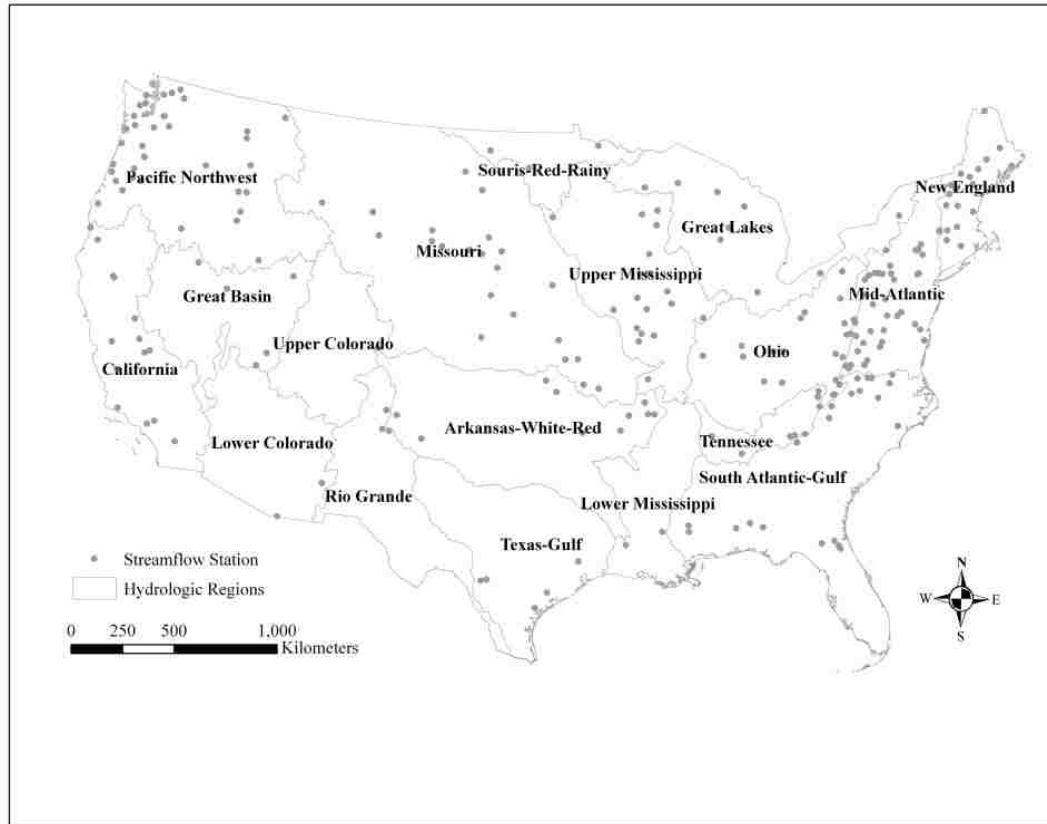 Souris-Red-Rainy
Pacific Northwest
New England
Great Lakes
Missouri
Upper Mississippi
Great Basin
Mid-Atlantic
Upper Colorado
Ohio
California
Arkansas-White-Red
Lower Colorado
Tennessee
South Atlantic-Gulf
Rio Grande
Lower Mississippi
Texas-Gulf
Streamflow Station
Hydrologic Regions
N
W E
S
0 250 500 1,000
Kilometers